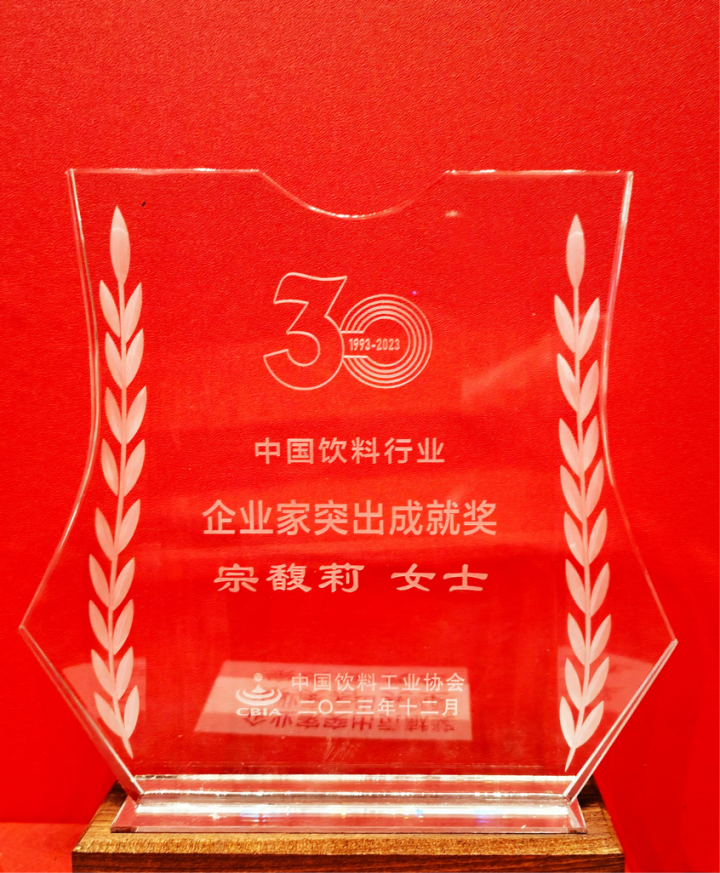 30
1993-2023
中国饮料行业
企业家突出成就奖
宗馥莉 女士
中国饮料工业协会
CBIA
二〇二三年十二月